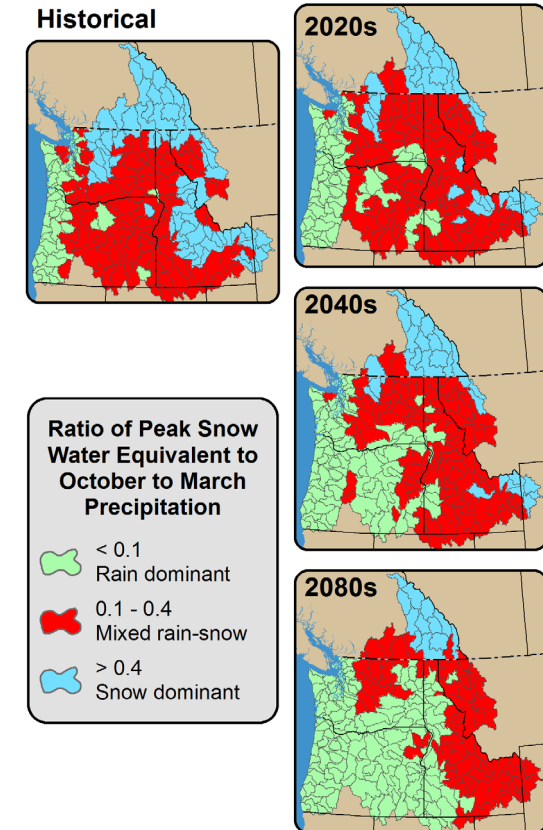 Historical
2020s
2040s
Ratio of Peak Snow
Water Equivalent to
October to March
Precipitation
< 0.1
Rain dominant
0.1 - 0.4
Mixed rain-snow
> 0.4
Snow dominant
2080s